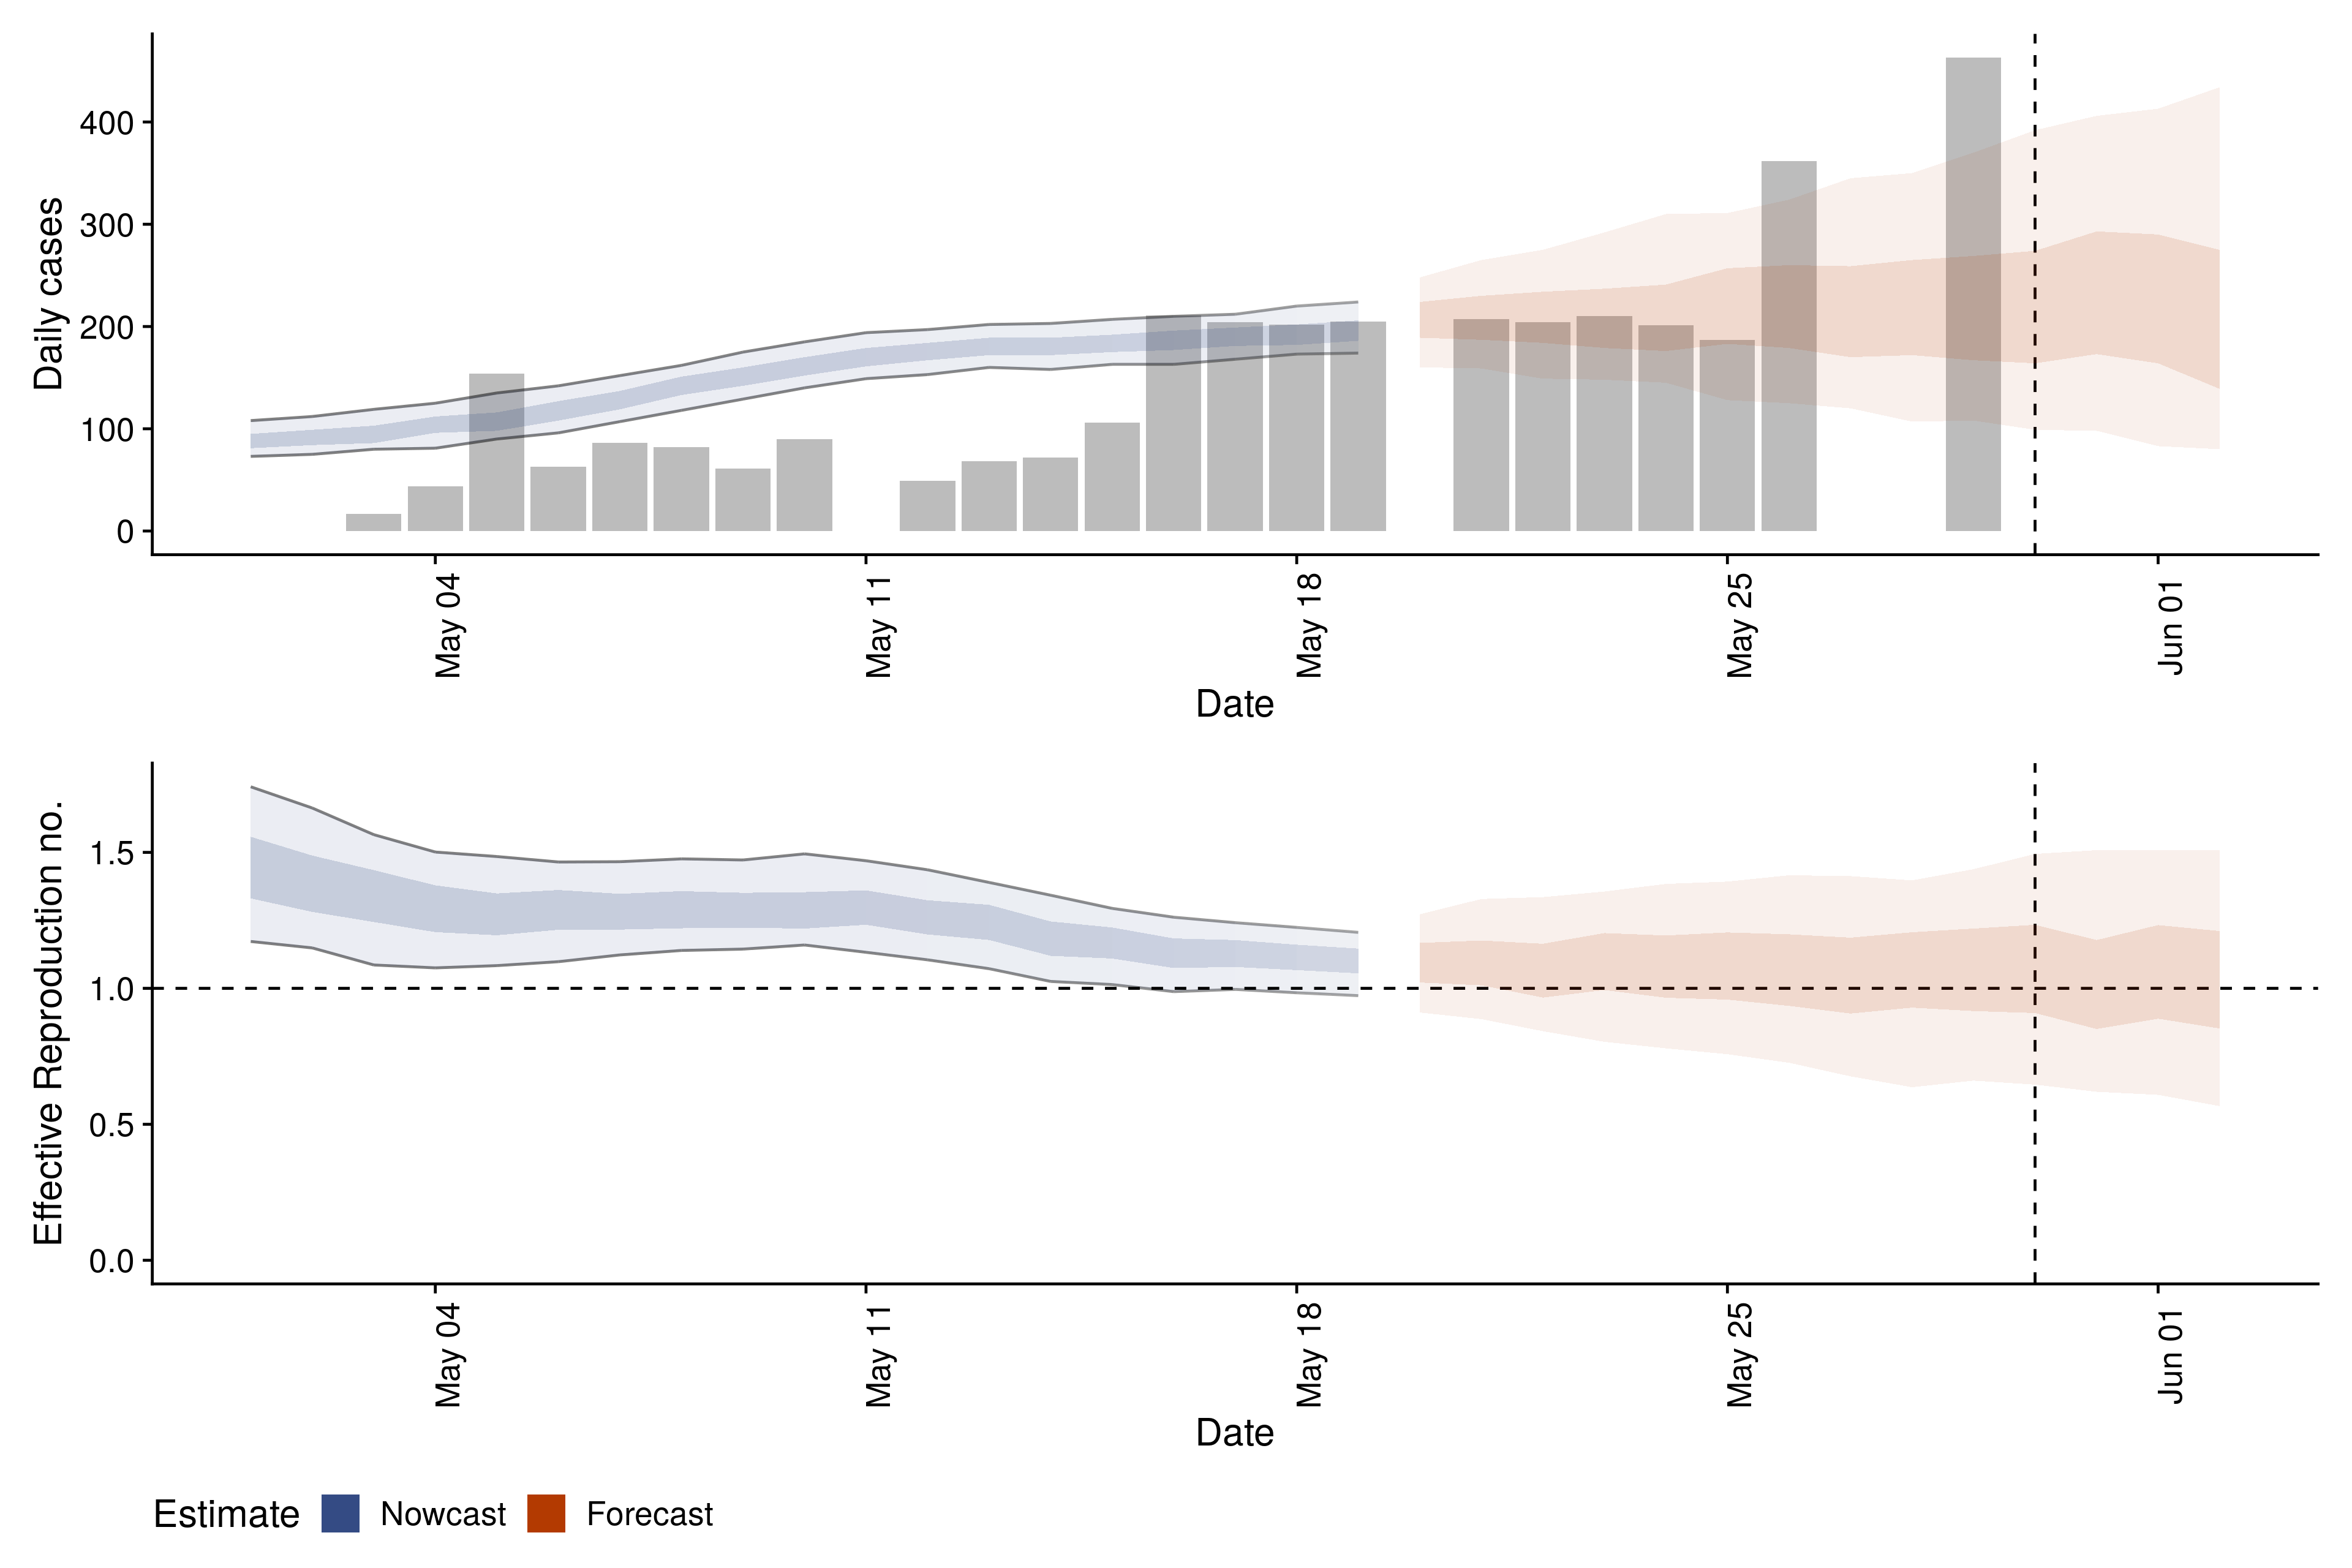 Daily cases
400
300
200
100
0
May 04
May 11
May 18
May 25
Jun 01
Date
Effective Reproduction no.
1.5
1.0
0.5
0.0
May 04
May 11
May 18
May 25
Jun 01
Date
Estimate Nowcast Forecast